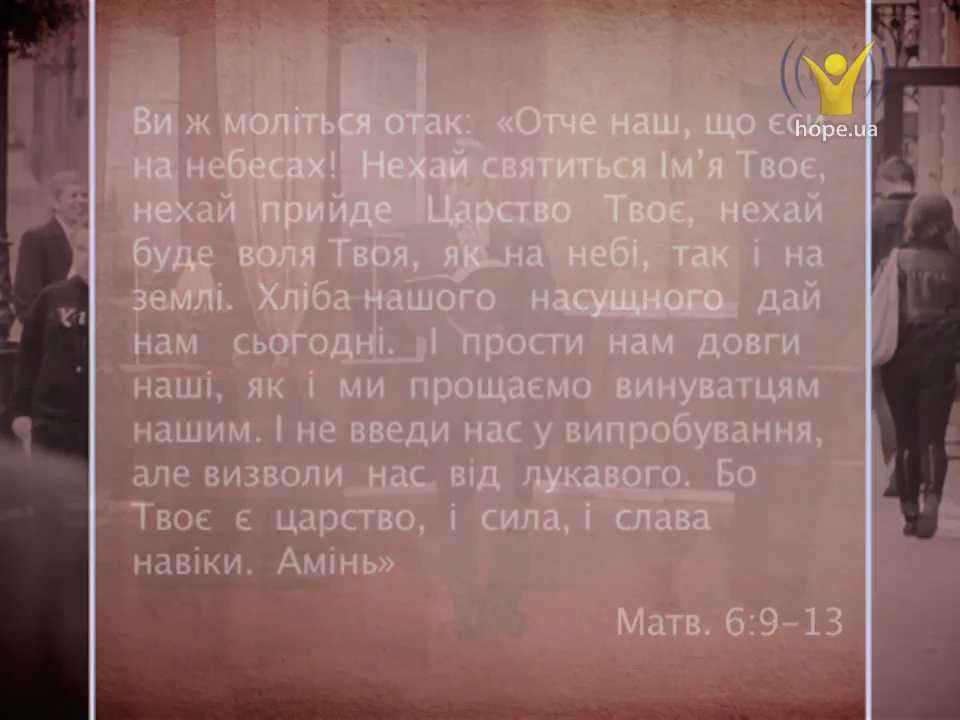 hope.ua
Ви ж моліться отак: «Отче наш, що єси
на небесах! Нехай святиться Ім’я Твоє,
нехай прийде Царство Твоє, нехай
буде воля Твоя, як на небі, так і на
землі. Хліба нашого насущного дай
нам сьогодні. І прости нам довги
наші, як і ми прощаємо винуватцям
нашим. І не введи нас у випробування,
але визволи нас від лукавого. Бо
Твоє є царство, і сила, і слава
навіки. Амінь»
Матв. 6:9–13